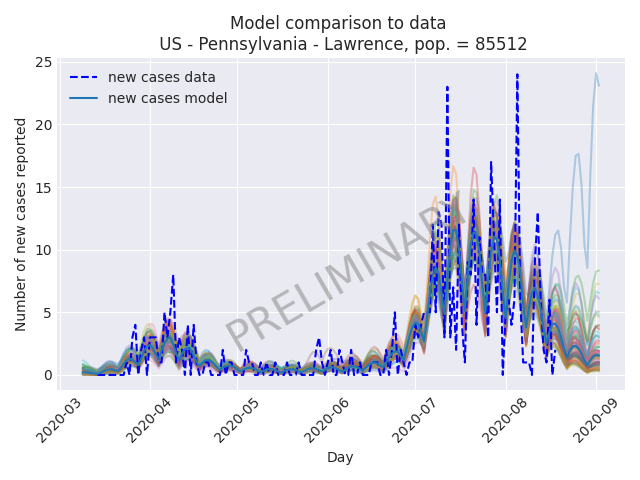 Model comparison to data
US - Pennsylvania - Lawrence, pop. = 85512
new cases data
new cases model
Number of new cases reported
25
20
15
10
5
0
PRELIMINARY
2020-03
2020-04
2020-05
2020-06
2020-07
2020-08
2020-09
Day